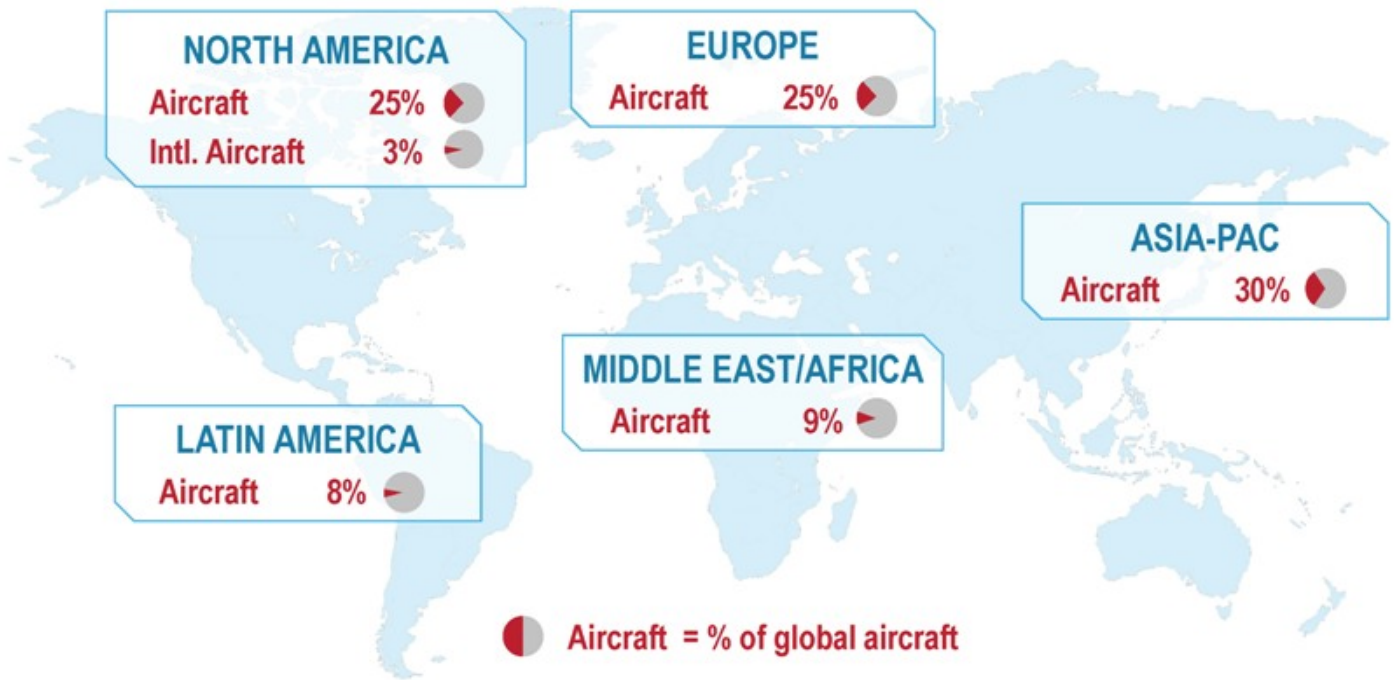 NORTH AMERICA
Aircraft 25%
Intl. Aircraft 3%
EUROPE
Aircraft 25%
ASIA-PAC
Aircraft 30%
MIDDLE EAST/AFRICA
Aircraft 9%
LATIN AMERICA
Aircraft 8%
Aircraft = % of global aircraft